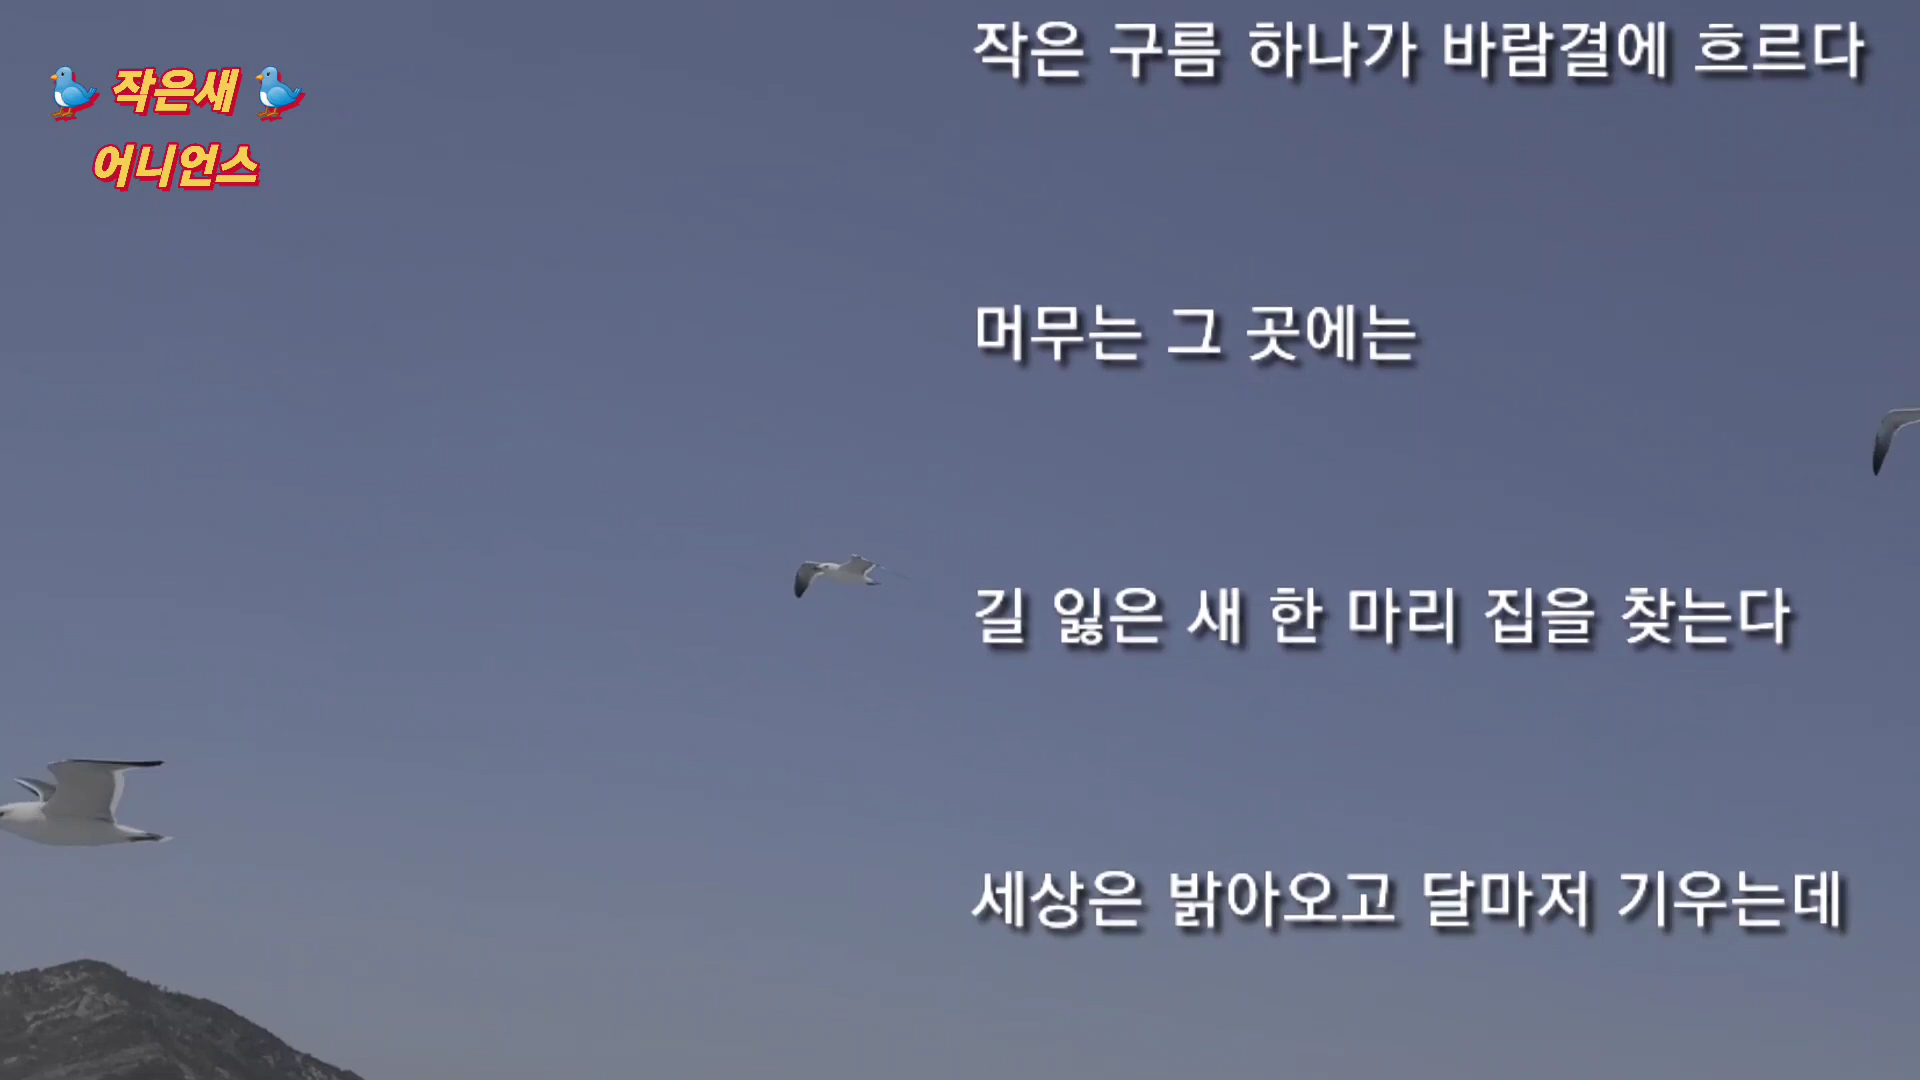 작은새
어니언스
작은 구름 하나가 바람결에 흐르다
머무는 그 곳에는
길 잃은 새 한 마리 집을 찾는다
세상은 밝아오고 달마저 기우는데